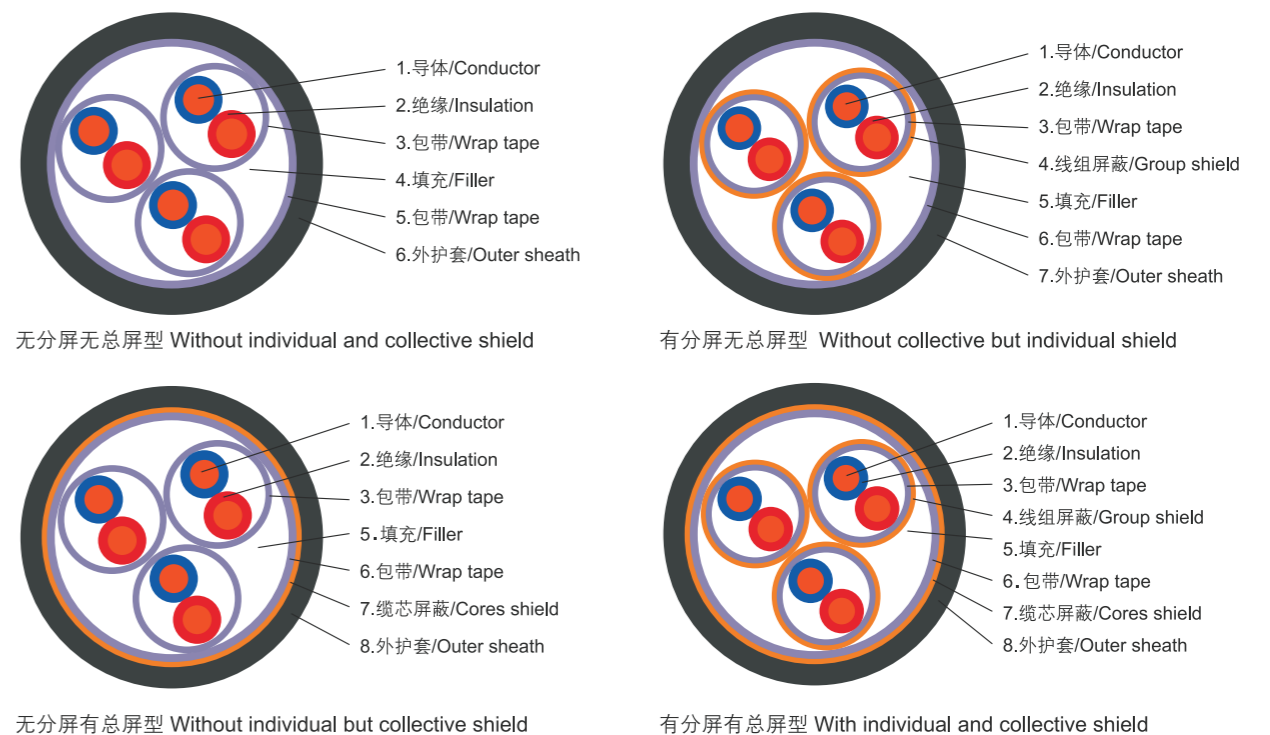 1.导体/Conductor
2.绝缘/Insulation
3.包带/Wrap tape
4.填充/Filler
5.包带/Wrap tape
6.外护套/Outer sheath
无分屏无总屏型 Without individual and collective shield
1.导体/Conductor
2.绝缘/Insulation
3.包带/Wrap tape
4.线组屏蔽/Group shield
5.填充/Filler
6.包带/Wrap tape
7.外护套/Outer sheath
有分屏无总屏型 Without collective but individual shield
1.导体/Conductor
2.绝缘/Insulation
3.包带/Wrap tape
5.填充/Filler
6.包带/Wrap tape
7.缆芯屏蔽/Cores shield
8.外护套/Outer sheath
无分屏有总屏型 Without individual but collective shield
1.导体/Conductor
2.绝缘/Insulation
3.包带/Wrap tape
4.线组屏蔽/Group shield
5.填充/Filler
6.包带/Wrap tape
7.缆芯屏蔽/Cores shield
8.外护套/Outer sheath
有分屏有总屏型 With individual and collective shield